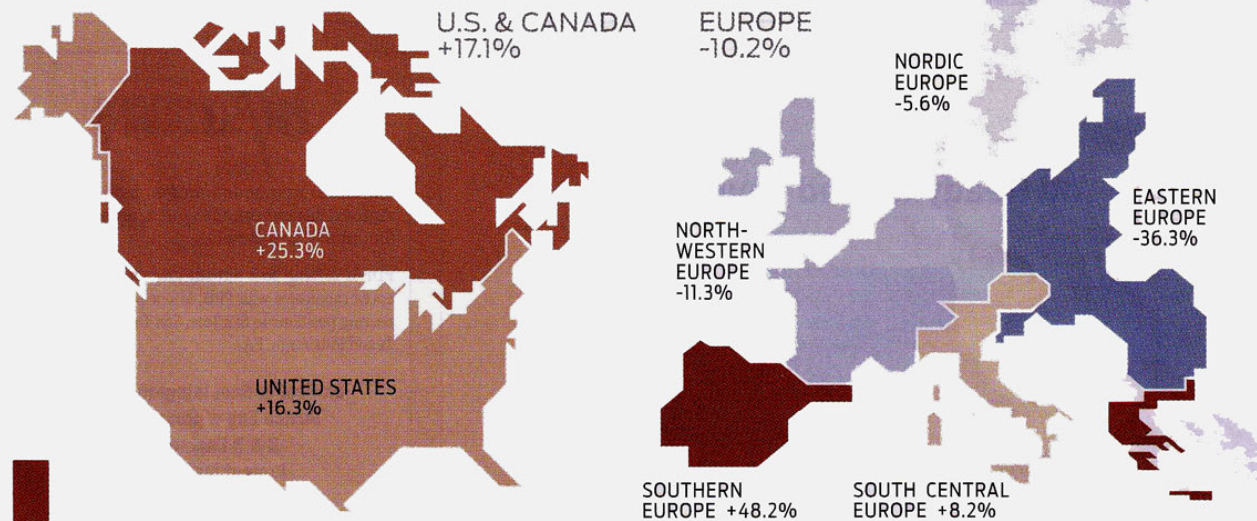 U.S. & CANADA
+17.1%
EUROPE
-10.2%
NORDIC
EUROPE
-5.6%
CANADA
+25.3%
NORTH-
WESTERN
EUROPE
-11.3%
EASTERN
EUROPE
-36.3%
UNITED STATES
+16.3%
SOUTHERN
EUROPE +48.2%
SOUTH CENTRAL
EUROPE +8.2%